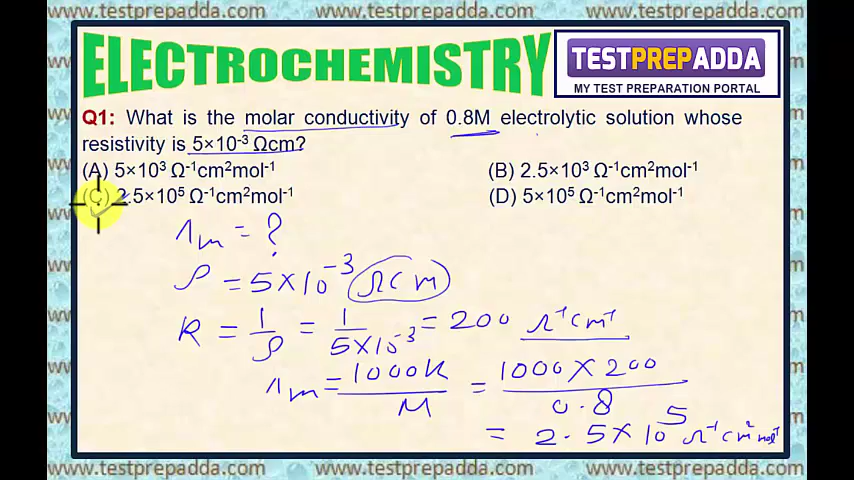 www.testprepadda.com www.testprepadda.com www.testprepadda.com
ELECTROCHEMISTRY
TESTPREPADDA
MY TEST PREPARATION PORTAL
Q1: What is the molar conductivity of 0.8M electrolytic solution whose
resistivity is 5×10⁻³ Ωcm?
(A) 5×10³ Ω⁻¹cm²mol⁻¹ (B) 2.5×10³ Ω⁻¹cm²mol⁻¹
(C) 2.5×10⁵ Ω⁻¹cm²mol⁻¹ (D) 5×10⁵ Ω⁻¹cm²mol⁻¹
Λm = ?
ρ = 5×10⁻³ Ωcm
K = 1/ρ = 1/5×10⁻³ = 200 Ω⁻¹cm⁻¹
Λm = 1000K/M = 1000×200/0.8
= 2.5×10⁵ Ω⁻¹cm²mol⁻¹
www.testprepadda.com www.testprepadda.com www.testprepadda.com